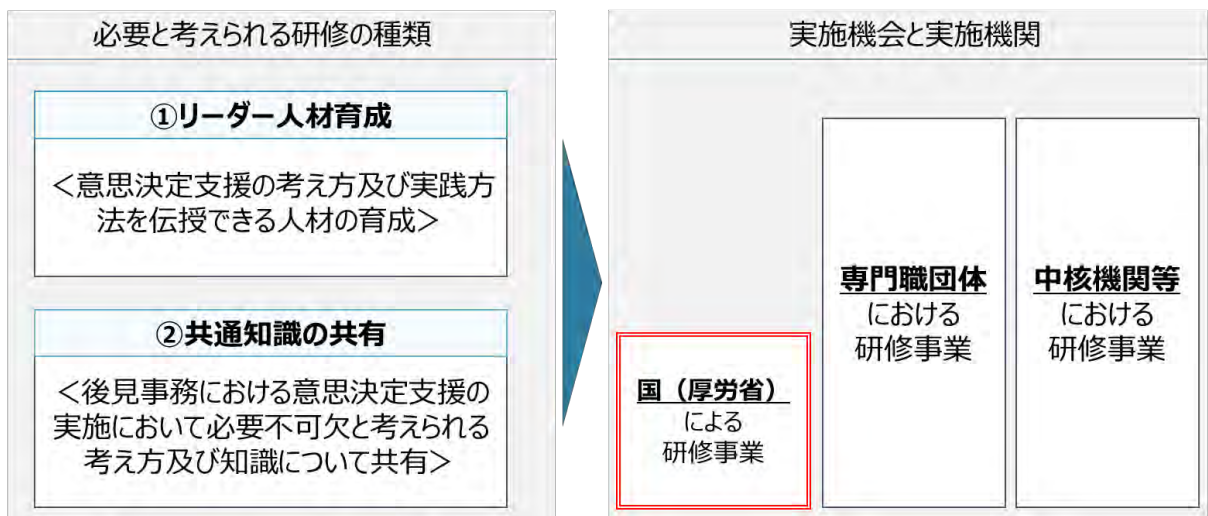 必要と考えられる研修の種類
①リーダー人材育成
＜意思決定支援の考え方及び実践方
法を伝授できる人材の育成＞
②共通知識の共有
＜後見事務における意思決定支援の
実施において必要不可欠と考えられる
考え方及び知識について共有＞
実施機会と実施機関
国（厚労省）
による
研修事業
専門職団体
における
研修事業
中核機関等
における
研修事業